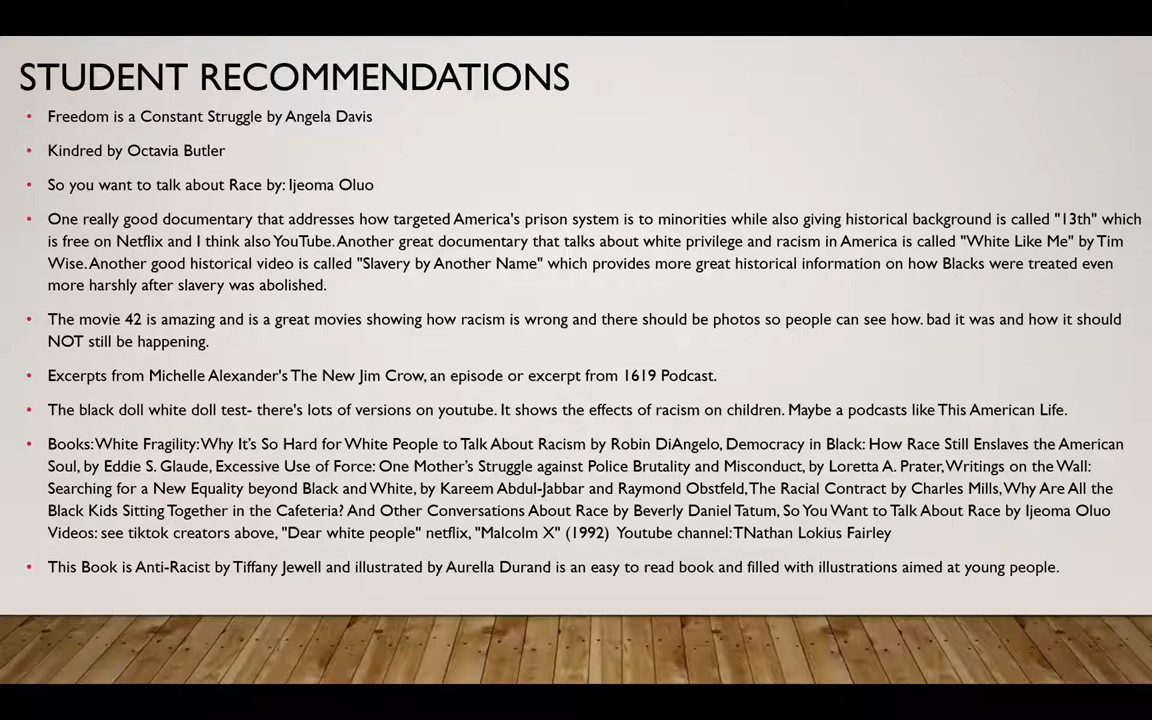 STUDENT RECOMMENDATIONS
• Freedom is a Constant Struggle by Angela Davis
• Kindred by Octavia Butler
• So you want to talk about Race by: Ijeoma Oluo
• One really good documentary that addresses how targeted America's prison system is to minorities while also giving historical background is called "13th" which
is free on Netflix and I think also YouTube. Another great documentary that talks about white privilege and racism in America is called "White Like Me" by Tim
Wise. Another good historical video is called "Slavery by Another Name" which provides more great historical information on how Blacks were treated even
more harshly after slavery was abolished.
• The movie 42 is amazing and is a great movies showing how racism is wrong and there should be photos so people can see how. bad it was and how it should
NOT still be happening.
• Excerpts from Michelle Alexander's The New Jim Crow, an episode or excerpt from 1619 Podcast.
• The black doll white doll test- there's lots of versions on youtube. It shows the effects of racism on children. Maybe a podcasts like This American Life.
• Books: White Fragility: Why It's So Hard for White People to Talk About Racism by Robin DiAngelo, Democracy in Black: How Race Still Enslaves the American
Soul, by Eddie S. Glaude, Excessive Use of Force: One Mother's Struggle against Police Brutality and Misconduct, by Loretta A. Prater, Writings on the Wall:
Searching for a New Equality beyond Black and White, by Kareem Abdul-Jabbar and Raymond Obstfeld, The Racial Contract by Charles Mills, Why Are All the
Black Kids Sitting Together in the Cafeteria? And Other Conversations About Race by Beverly Daniel Tatum, So You Want to Talk About Race by Ijeoma Oluo
Videos: see tiktok creators above, "Dear white people" netflix, "Malcolm X" (1992) Youtube channel: TNathan Lokius Fairley
• This Book is Anti-Racist by Tiffany Jewell and illustrated by Aurella Durand is an easy to read book and filled with illustrations aimed at young people.